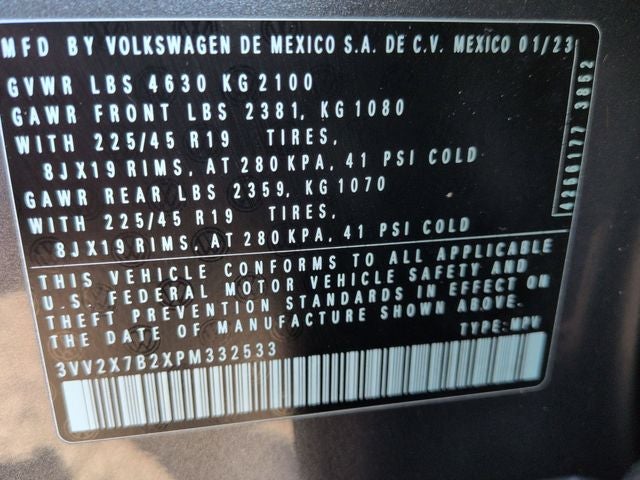 MFD BY VOLKSWAGEN DE MEXICO S.A. DE C.V. MEXICO 01/23
GVWR LBS 4630 KG 2100
GAWR FRONT LBS 2381, KG 1080
WITH 225/45 R19 TIRES,
8JX19 RIMS, AT 280 KPA, 41 PSI COLD
GAWR REAR LBS 2359, KG 1070
WITH 225/45 R19 TIRES,
8JX19 RIMS, AT 280 KPA, 41 PSI COLD
THIS VEHICLE CONFORMS TO ALL APPLICABLE
U.S. FEDERAL MOTOR VEHICLE SAFETY AND
THEFT PREVENTION STANDARDS IN EFFECT ON
THE DATE OF MANUFACTURE SHOWN ABOVE.
TYPE: MPV
3VV2X7B2XPM332533
3862